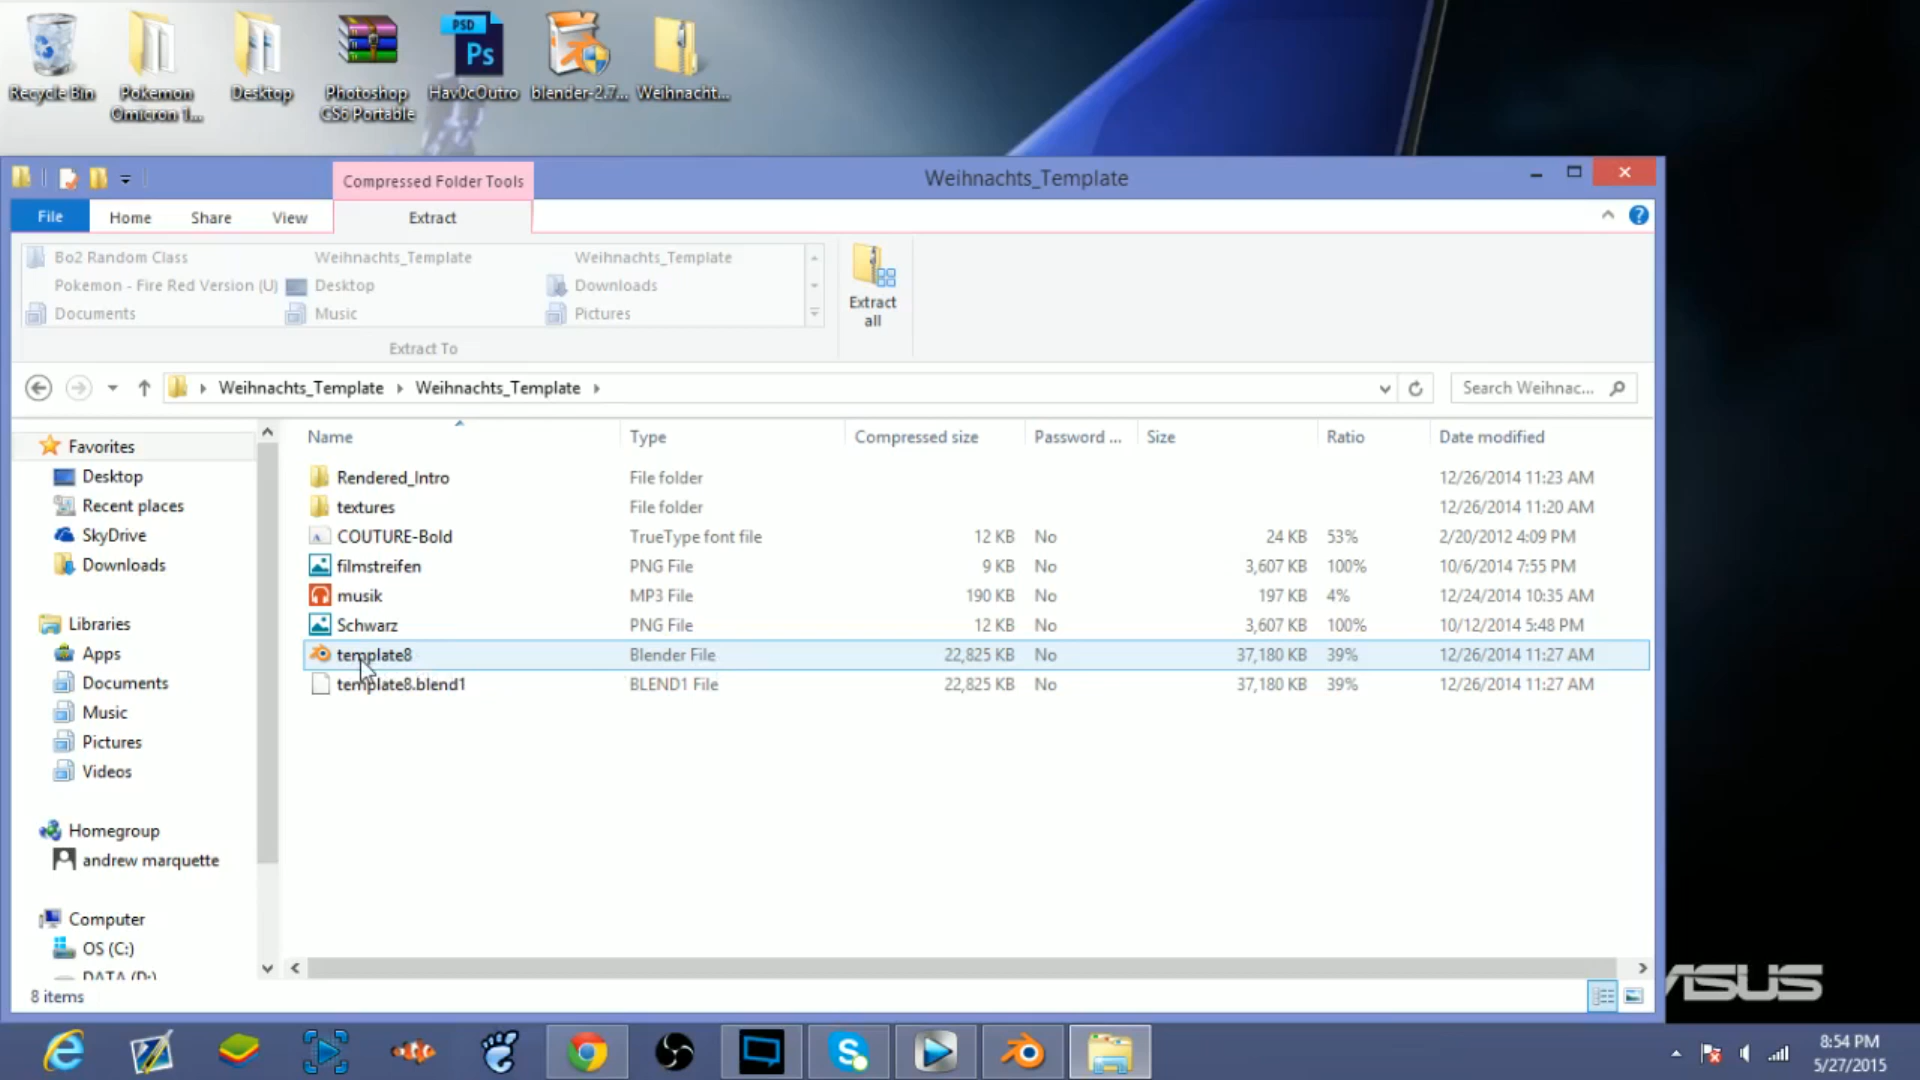 PSD
Ps
Recycle Bin
Pokemon
Omicron 1...
Desktop
Photoshop
CS6 Portable
Hav0cOutro
blender-2.7...
Weihnacht...
Compressed Folder Tools
Weihnachts_Template
File
Home
Share
View
Extract
Bo2 Random Class
Weihnachts_Template
Weihnachts_Template
Pokemon - Fire Red Version (U)
Desktop
Downloads
Documents
Music
Pictures
Extract
all
Extract To
Weihnachts_Template
Weihnachts_Template
Search Weihnac...
Name
Type
Compressed size
Password ...
Size
Ratio
Date modified
Favorites
Desktop
Recent places
SkyDrive
Downloads
Libraries
Apps
Documents
Music
Pictures
Videos
Homegroup
andrew marquette
Computer
OS (C:)
DATA (D:)
Rendered_Intro File folder 12/26/2014 11:23 AM
textures File folder 12/26/2014 11:20 AM
COUTURE-Bold TrueType font file 12 KB No 24 KB 53% 2/20/2012 4:09 PM
filmstreifen PNG File 9 KB No 3,607 KB 100% 10/6/2014 7:55 PM
musik MP3 File 190 KB No 197 KB 4% 12/24/2014 10:35 AM
Schwarz PNG File 12 KB No 3,607 KB 100% 10/12/2014 5:48 PM
template8 Blender File 22,825 KB No 37,180 KB 39% 12/26/2014 11:27 AM
template8.blend1 BLEND1 File 22,825 KB No 37,180 KB 39% 12/26/2014 11:27 AM
8 items
ASUS
8:54 PM
5/27/2015